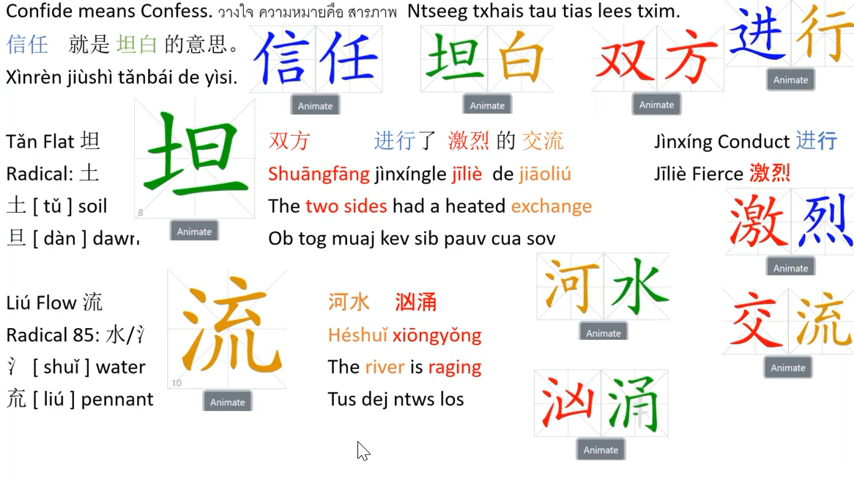 Confide means Confess. วางใจ ความหมายคือ สารภาพ Ntseeg txhais tau tias lees txim.
信任 就是 坦白 的意思。
Xìnrèn jiùshì tǎnbái de yìsi.
信任
Animate
坦白
Animate
双方
Animate
进行
Animate
Tǎn Flat 坦
Radical: 土
土 [ tǔ ] soil
旦 [ dàn ] dawn
坦
8
Animate
双方 进行了 激烈 的 交流
Shuāngfāng jìnxíngle jīliè de jiāoliú
The two sides had a heated exchange
Ob tog muaj kev sib pauv cua sov
Jìnxíng Conduct 进行
Jīliè Fierce 激烈
激烈
Animate
Liú Flow 流
Radical 85: 水/氵
氵 [ shuǐ ] water
㐬 [ liú ] pennant
流
10
Animate
河水 汹涌
Héshuǐ xiōngyǒng
The river is raging
Tus dej ntws los
河水
Animate
交流
Animate
汹涌
Animate